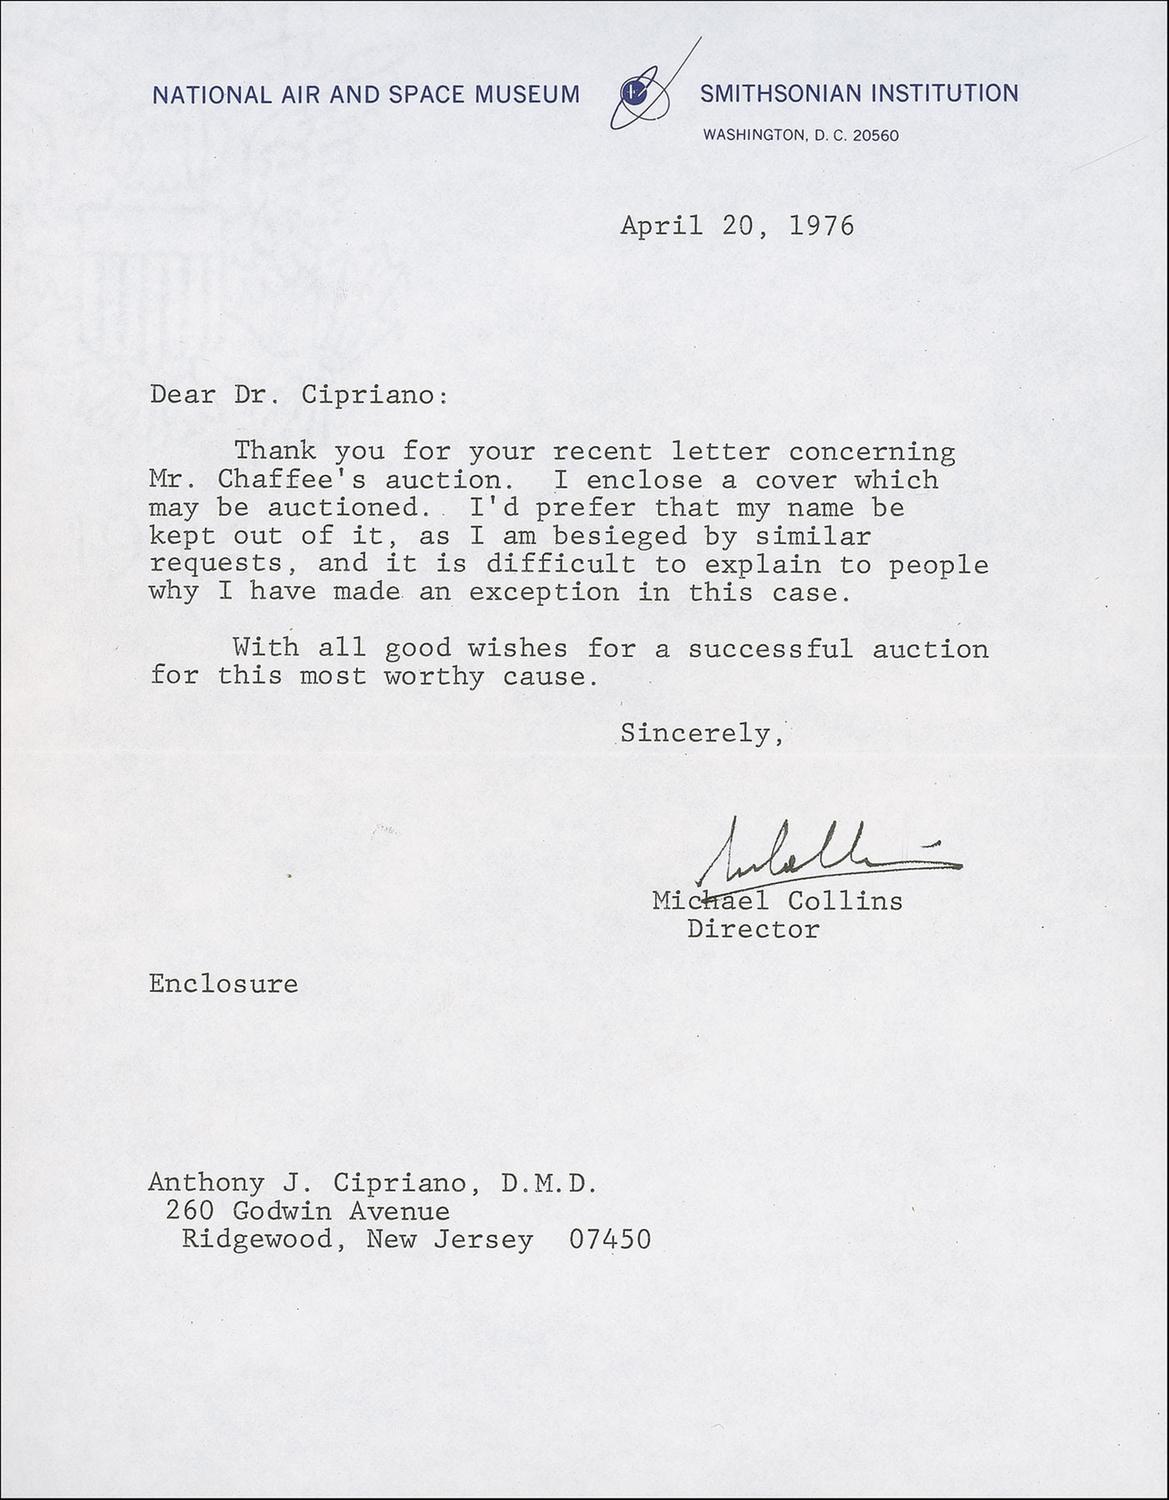 NATIONAL AIR AND SPACE MUSEUM SMITHSONIAN INSTITUTION
WASHINGTON, D. C. 20560
April 20, 1976
Dear Dr. Cipriano:
Thank you for your recent letter concerning
Mr. Chaffee's auction. I enclose a cover which
may be auctioned. I'd prefer that my name be
kept out of it, as I am besieged by similar
requests, and it is difficult to explain to people
why I have made an exception in this case.
With all good wishes for a successful auction
for this most worthy cause.
Sincerely,
Michael Collins
Director
Enclosure
Anthony J. Cipriano, D.M.D.
260 Godwin Avenue
Ridgewood, New Jersey 07450